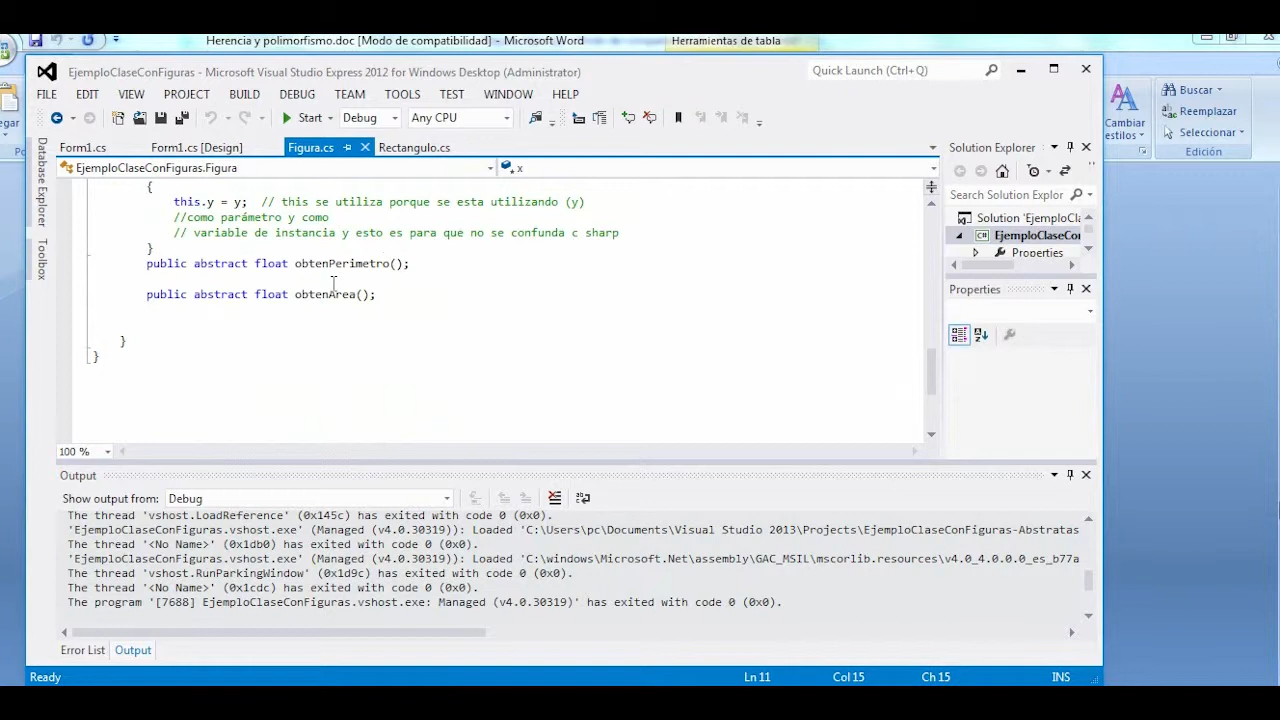 Herencia y polimorfismo.doc [Modo de compatibilidad] - Microsoft Word
Herramientas de tabla
EjemploClaseConFiguras - Microsoft Visual Studio Express 2012 for Windows Desktop (Administrator)
Quick Launch (Ctrl+Q)
FILE EDIT VIEW PROJECT BUILD DEBUG TEAM TOOLS TEST WINDOW HELP
Start Debug Any CPU
egar
Cambiar
estilos
Buscar
Reemplazar
Seleccionar
Edición
Database Explorer
Toolbox
Form1.cs Form1.cs [Design] Figura.cs Rectangulo.cs
EjemploClaseConFiguras.Figura x
{
this.y = y; // this se utiliza porque se esta utilizando (y)
//como parámetro y como
// variable de instancia y esto es para que no se confunda c sharp
}
public abstract float obtenPerimetro();
public abstract float obtenArea();
}
}
100 %
Solution Explorer
Search Solution Explor
Solution 'EjemploCla
C# EjemploClaseCon
Properties
Properties
Output
Show output from: Debug
The thread 'vshost.LoadReference' (0x145c) has exited with code 0 (0x0).
'EjemploClaseConFiguras.vshost.exe' (Managed (v4.0.30319)): Loaded 'C:\Users\pc\Documents\Visual Studio 2013\Projects\EjemploClaseConFiguras-Abstratas
The thread '<No Name>' (0x1db0) has exited with code 0 (0x0).
'EjemploClaseConFiguras.vshost.exe' (Managed (v4.0.30319)): Loaded 'C:\windows\Microsoft.Net\assembly\GAC_MSIL\mscorlib.resources\v4.0_4.0.0.0_es_b77a
The thread 'vshost.RunParkingWindow' (0x1d9c) has exited with code 0 (0x0).
The thread '<No Name>' (0x1cdc) has exited with code 0 (0x0).
The program '[7688] EjemploClaseConFiguras.vshost.exe: Managed (v4.0.30319)' has exited with code 0 (0x0).
Error List Output
Ready Ln 11 Col 15 Ch 15 INS